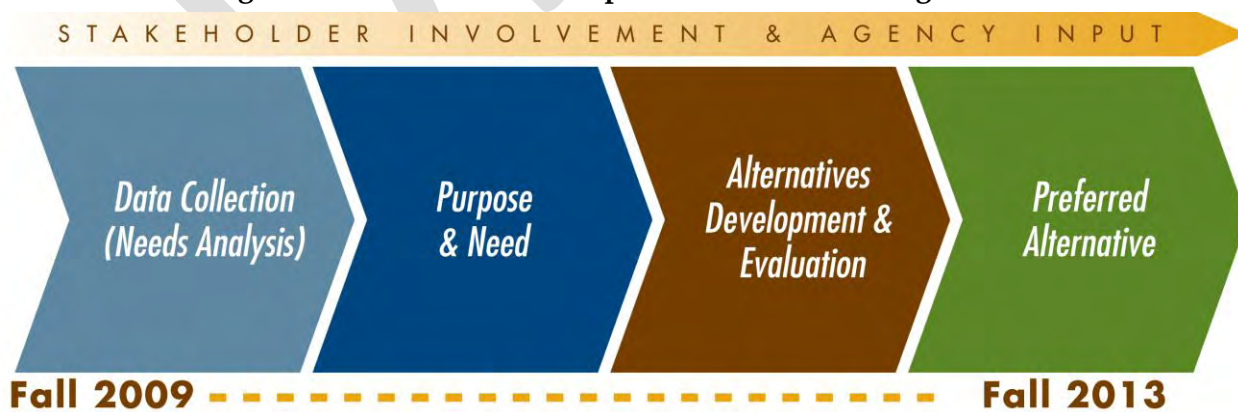 STAKEHOLDER INVOLVEMENT & AGENCY INPUT
Data Collection
(Needs Analysis)
Purpose
& Need
Alternatives
Development &
Evaluation
Preferred
Alternative
Fall 2009
Fall 2013